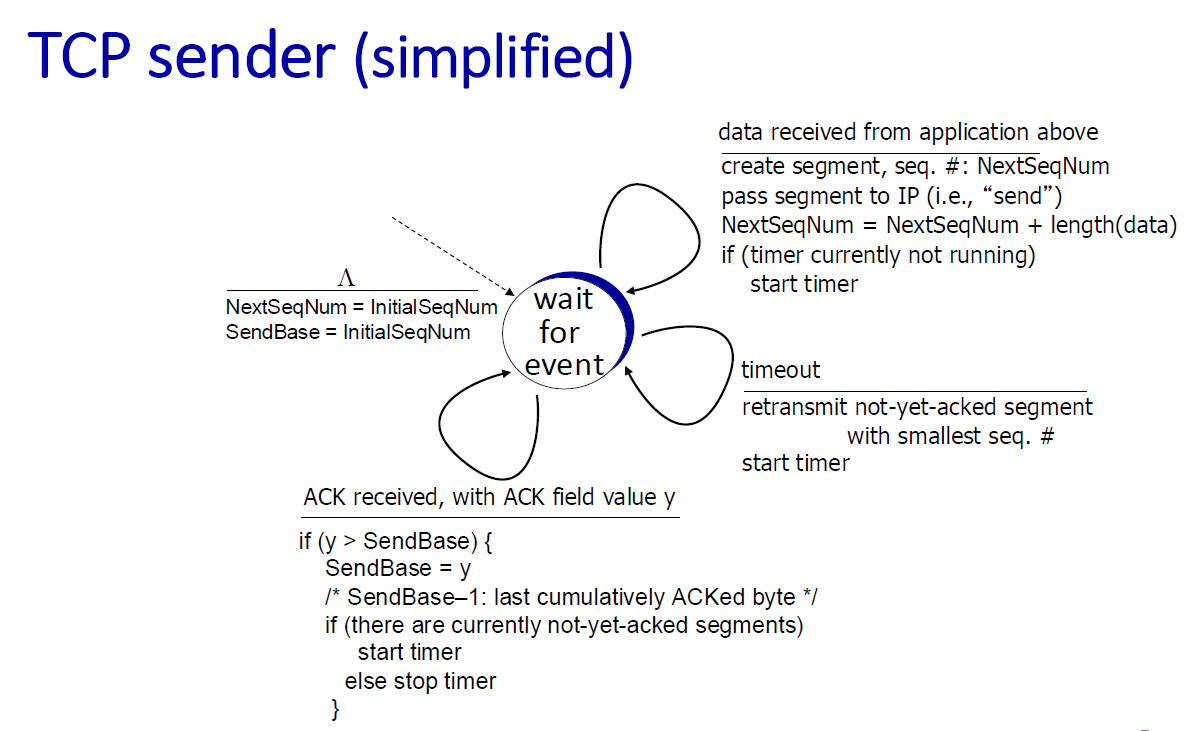 TCP sender (simplified)
data received from application above
create segment, seq. #: NextSeqNum
pass segment to IP (i.e., “send”)
NextSeqNum = NextSeqNum + length(data)
if (timer currently not running)
start timer
Λ
NextSeqNum = InitialSeqNum
SendBase = InitialSeqNum
wait
for
event
timeout
retransmit not-yet-acked segment
with smallest seq. #
start timer
ACK received, with ACK field value y
if (y > SendBase) {
SendBase = y
/* SendBase–1: last cumulatively ACKed byte */
if (there are currently not-yet-acked segments)
start timer
else stop timer
}